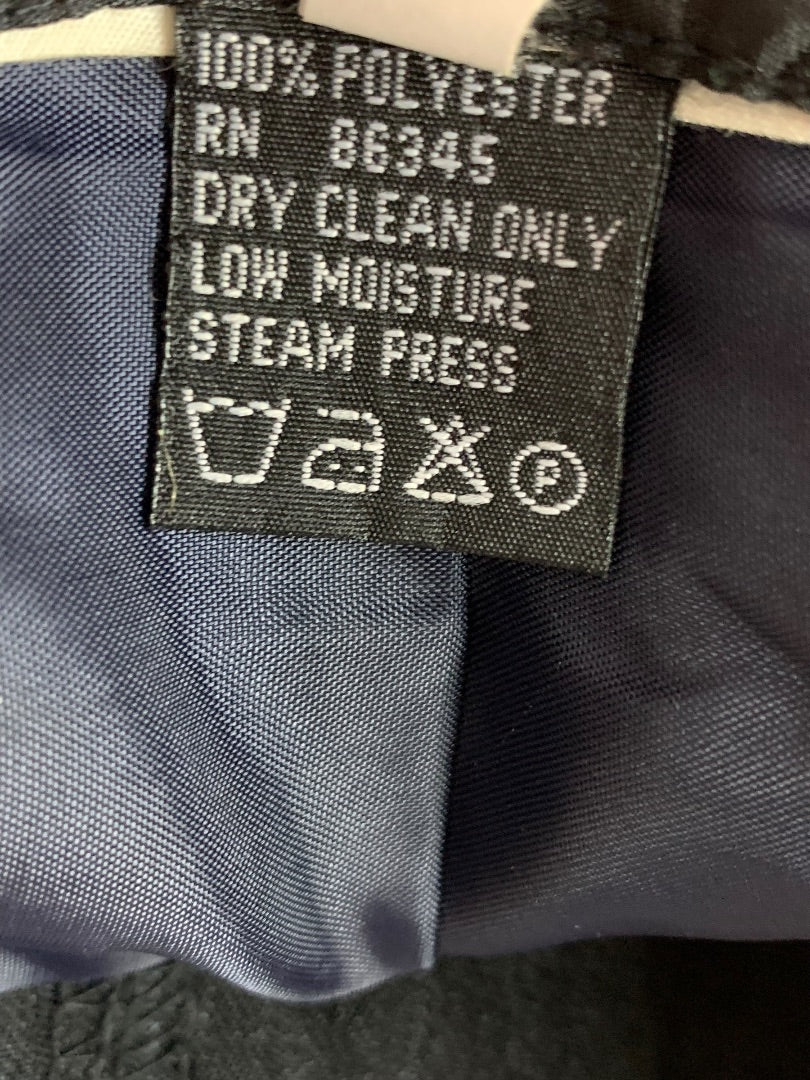 100% POLYESTER
RN 86345
DRY CLEAN ONLY
LOW MOISTURE
STEAM PRESS
F